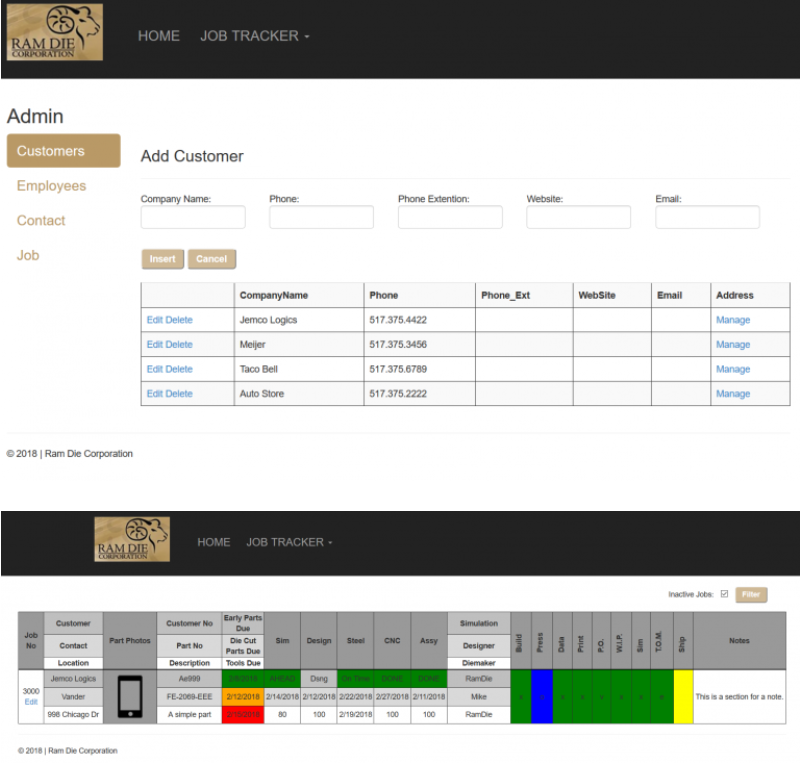 RAM DIE
CORPORATION
HOME JOB TRACKER
Admin
Customers
Employees
Contact
Job
Add Customer
Company Name: Phone: Phone Extention: Website: Email:
Insert Cancel
CompanyName Phone Phone_Ext WebSite Email Address
Edit Delete Jemco Logics 517.375.4422 Manage
Edit Delete Meijer 517.375.3456 Manage
Edit Delete Taco Bell 517.375.6789 Manage
Edit Delete Auto Store 517.375.2222 Manage
© 2018 | Ram Die Corporation
RAM DIE
CORPORATION
HOME JOB TRACKER
Inactive Jobs: Filter
Job No
Customer
Contact
Location
Part Photos
Customer No
Part No
Description
Early Parts Due
Die Cut Parts Due
Tools Due
Sim Design Steel CNC Assy
Simulation
Designer
Diemaker
Build Press Data Print P.O. W.I.P. Sim T.O.M. Ship
Notes
Jemco Logics Ae999 AHEAD Dsng On Time DONE DONE RamDie
3000 Edit Vander FE-2069-EEE 2/12/2018 2/14/2018 2/12/2018 2/22/2018 2/27/2018 2/11/2018 Mike x x x x x x x This is a section for a note.
998 Chicago Dr A simple part 80 100 2/19/2018 100 100 RamDie
© 2018 | Ram Die Corporation